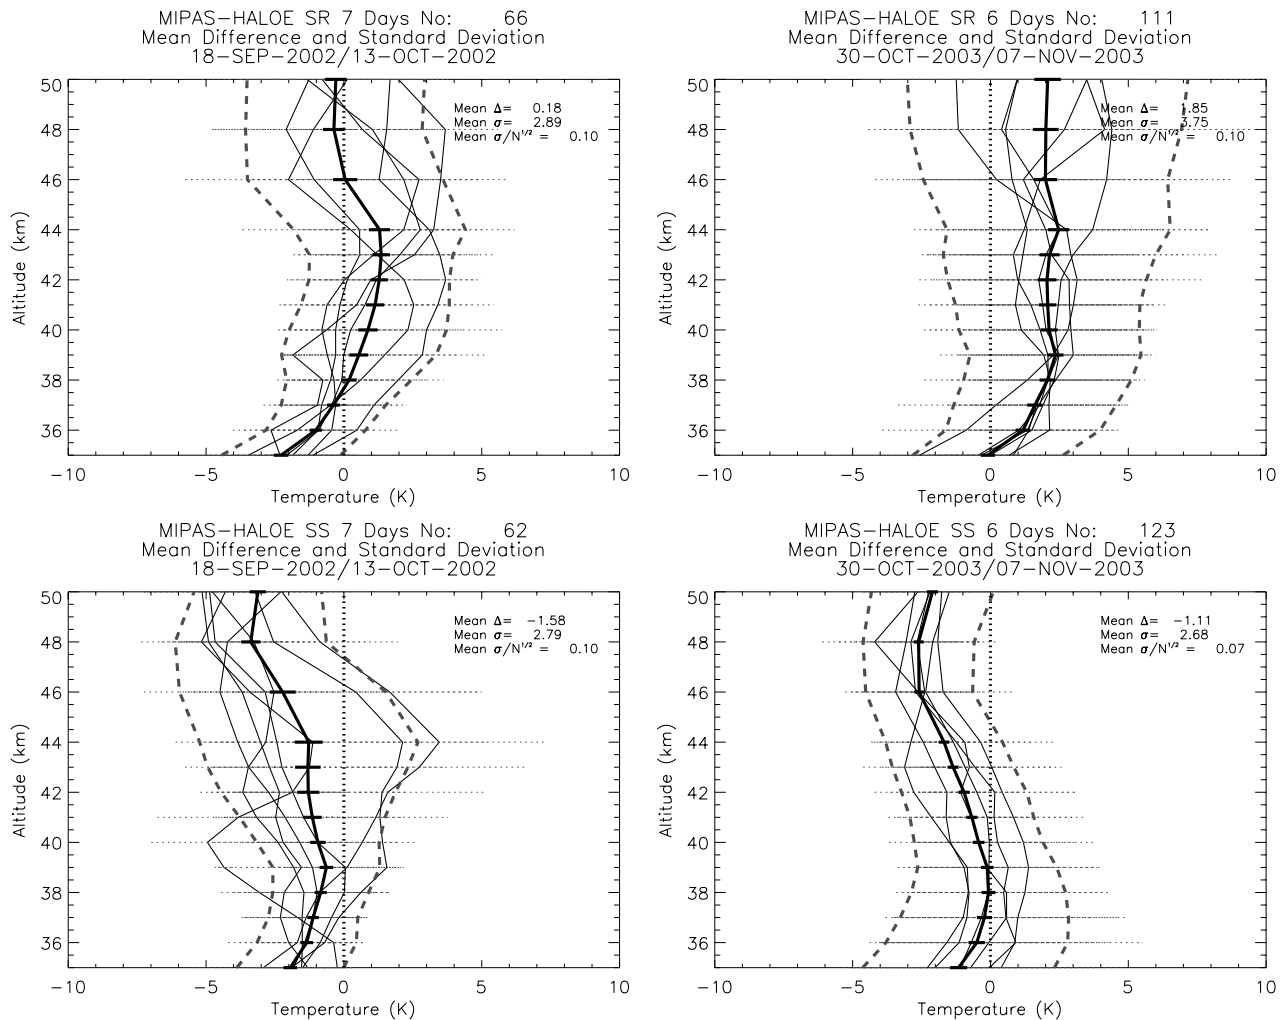 MIPAS-HALOE SR 7 Days No: 66
Mean Difference and Standard Deviation
18-SEP-2002/13-OCT-2002
50
48
46
44
42
40
38
36
Altitude (km)
Mean Δ= 0.18
Mean σ= 2.89
Mean σ/N¹/² = 0.10
-10 -5 0 5 10
Temperature (K)
MIPAS-HALOE SR 6 Days No: 111
Mean Difference and Standard Deviation
30-OCT-2003/07-NOV-2003
50
48
46
44
42
40
38
36
Altitude (km)
Mean Δ= 1.85
Mean σ= 3.75
Mean σ/N¹/² = 0.10
-10 -5 0 5 10
Temperature (K)
MIPAS-HALOE SS 7 Days No: 62
Mean Difference and Standard Deviation
18-SEP-2002/13-OCT-2002
50
48
46
44
42
40
38
36
Altitude (km)
Mean Δ= -1.58
Mean σ= 2.79
Mean σ/N¹/² = 0.10
-10 -5 0 5 10
Temperature (K)
MIPAS-HALOE SS 6 Days No: 123
Mean Difference and Standard Deviation
30-OCT-2003/07-NOV-2003
50
48
46
44
42
40
38
36
Altitude (km)
Mean Δ= -1.11
Mean σ= 2.68
Mean σ/N¹/² = 0.07
-10 -5 0 5 10
Temperature (K)